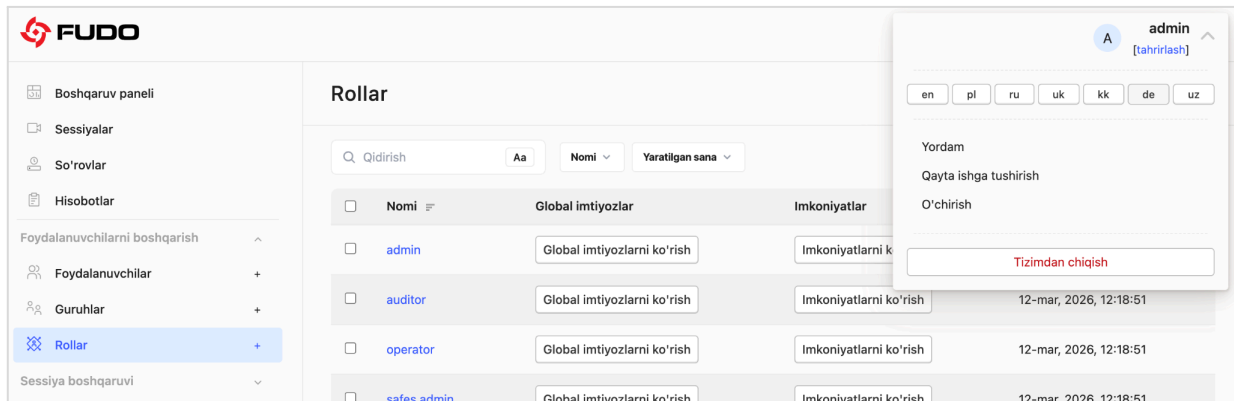 FUDO
Boshqaruv paneli
Sessiyalar
So'rovlar
Hisobotlar
Foydalanuvchilarni boshqarish
Foydalanuvchilar +
Guruhlar +
Rollar +
Sessiya boshqaruvi
Rollar
Qidirish Aa Nomi Yaratilgan sana
Nomi Global imtiyozlar Imkoniyatlar
admin Global imtiyozlarni ko'rish Imkoniyatlarni k
auditor Global imtiyozlarni ko'rish Imkoniyatlarni ko'rish 12-mar, 2026, 12:18:51
operator Global imtiyozlarni ko'rish Imkoniyatlarni ko'rish 12-mar, 2026, 12:18:51
safes admin Global imtiyozlarni ko'rish Imkoniyatlarni ko'rish 12-mar, 2026, 12:18:51
A admin
[tahrirlash]
en pl ru uk kk de uz
Yordam
Qayta ishga tushirish
O'chirish
Tizimdan chiqish